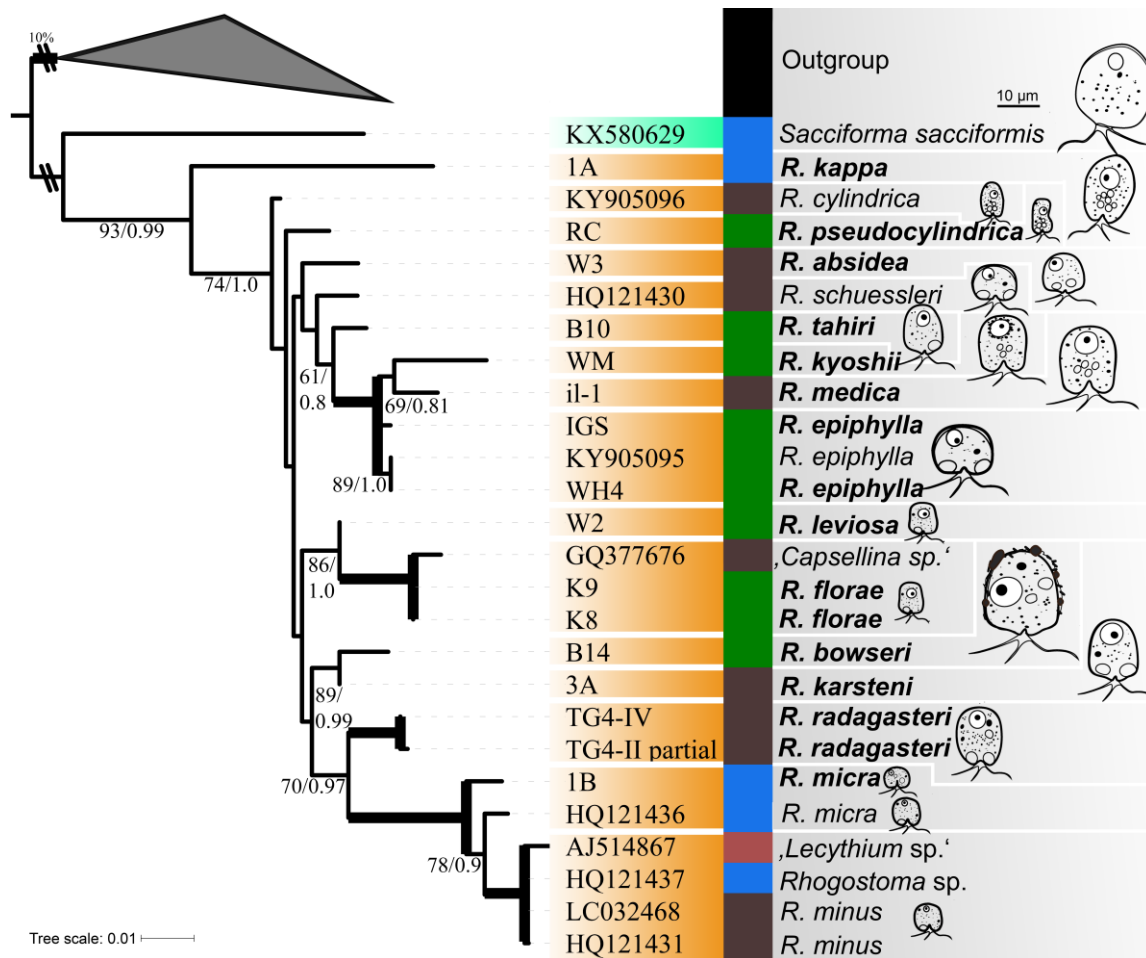 10%
Outgroup
10 µm
KX580629 Sacciforma sacciformis
1A R. kappa
93/0.99
KY905096 R. cylindrica
RC R. pseudocylindrica
74/1.0
W3 R. absidea
HQ121430 R. schuessleri
B10 R. tahiri
WM R. kyoshii
61/
0.8
69/0.81
il-1 R. medica
IGS R. epiphylla
KY905095 R. epiphylla
89/1.0
WH4 R. epiphylla
W2 R. leviosa
GQ377676 ‚Capsellina sp.‘
86/
1.0
K9 R. florae
K8 R. florae
B14 R. bowseri
3A R. karsteni
89/
0.99
TG4-IV R. radagasteri
TG4-II partial R. radagasteri
70/0.97
1B R. micra
HQ121436 R. micra
AJ514867 ‚Lecythium sp.‘
78/0.9
HQ121437 Rhogostoma sp.
LC032468 R. minus
HQ121431 R. minus
Tree scale: 0.01